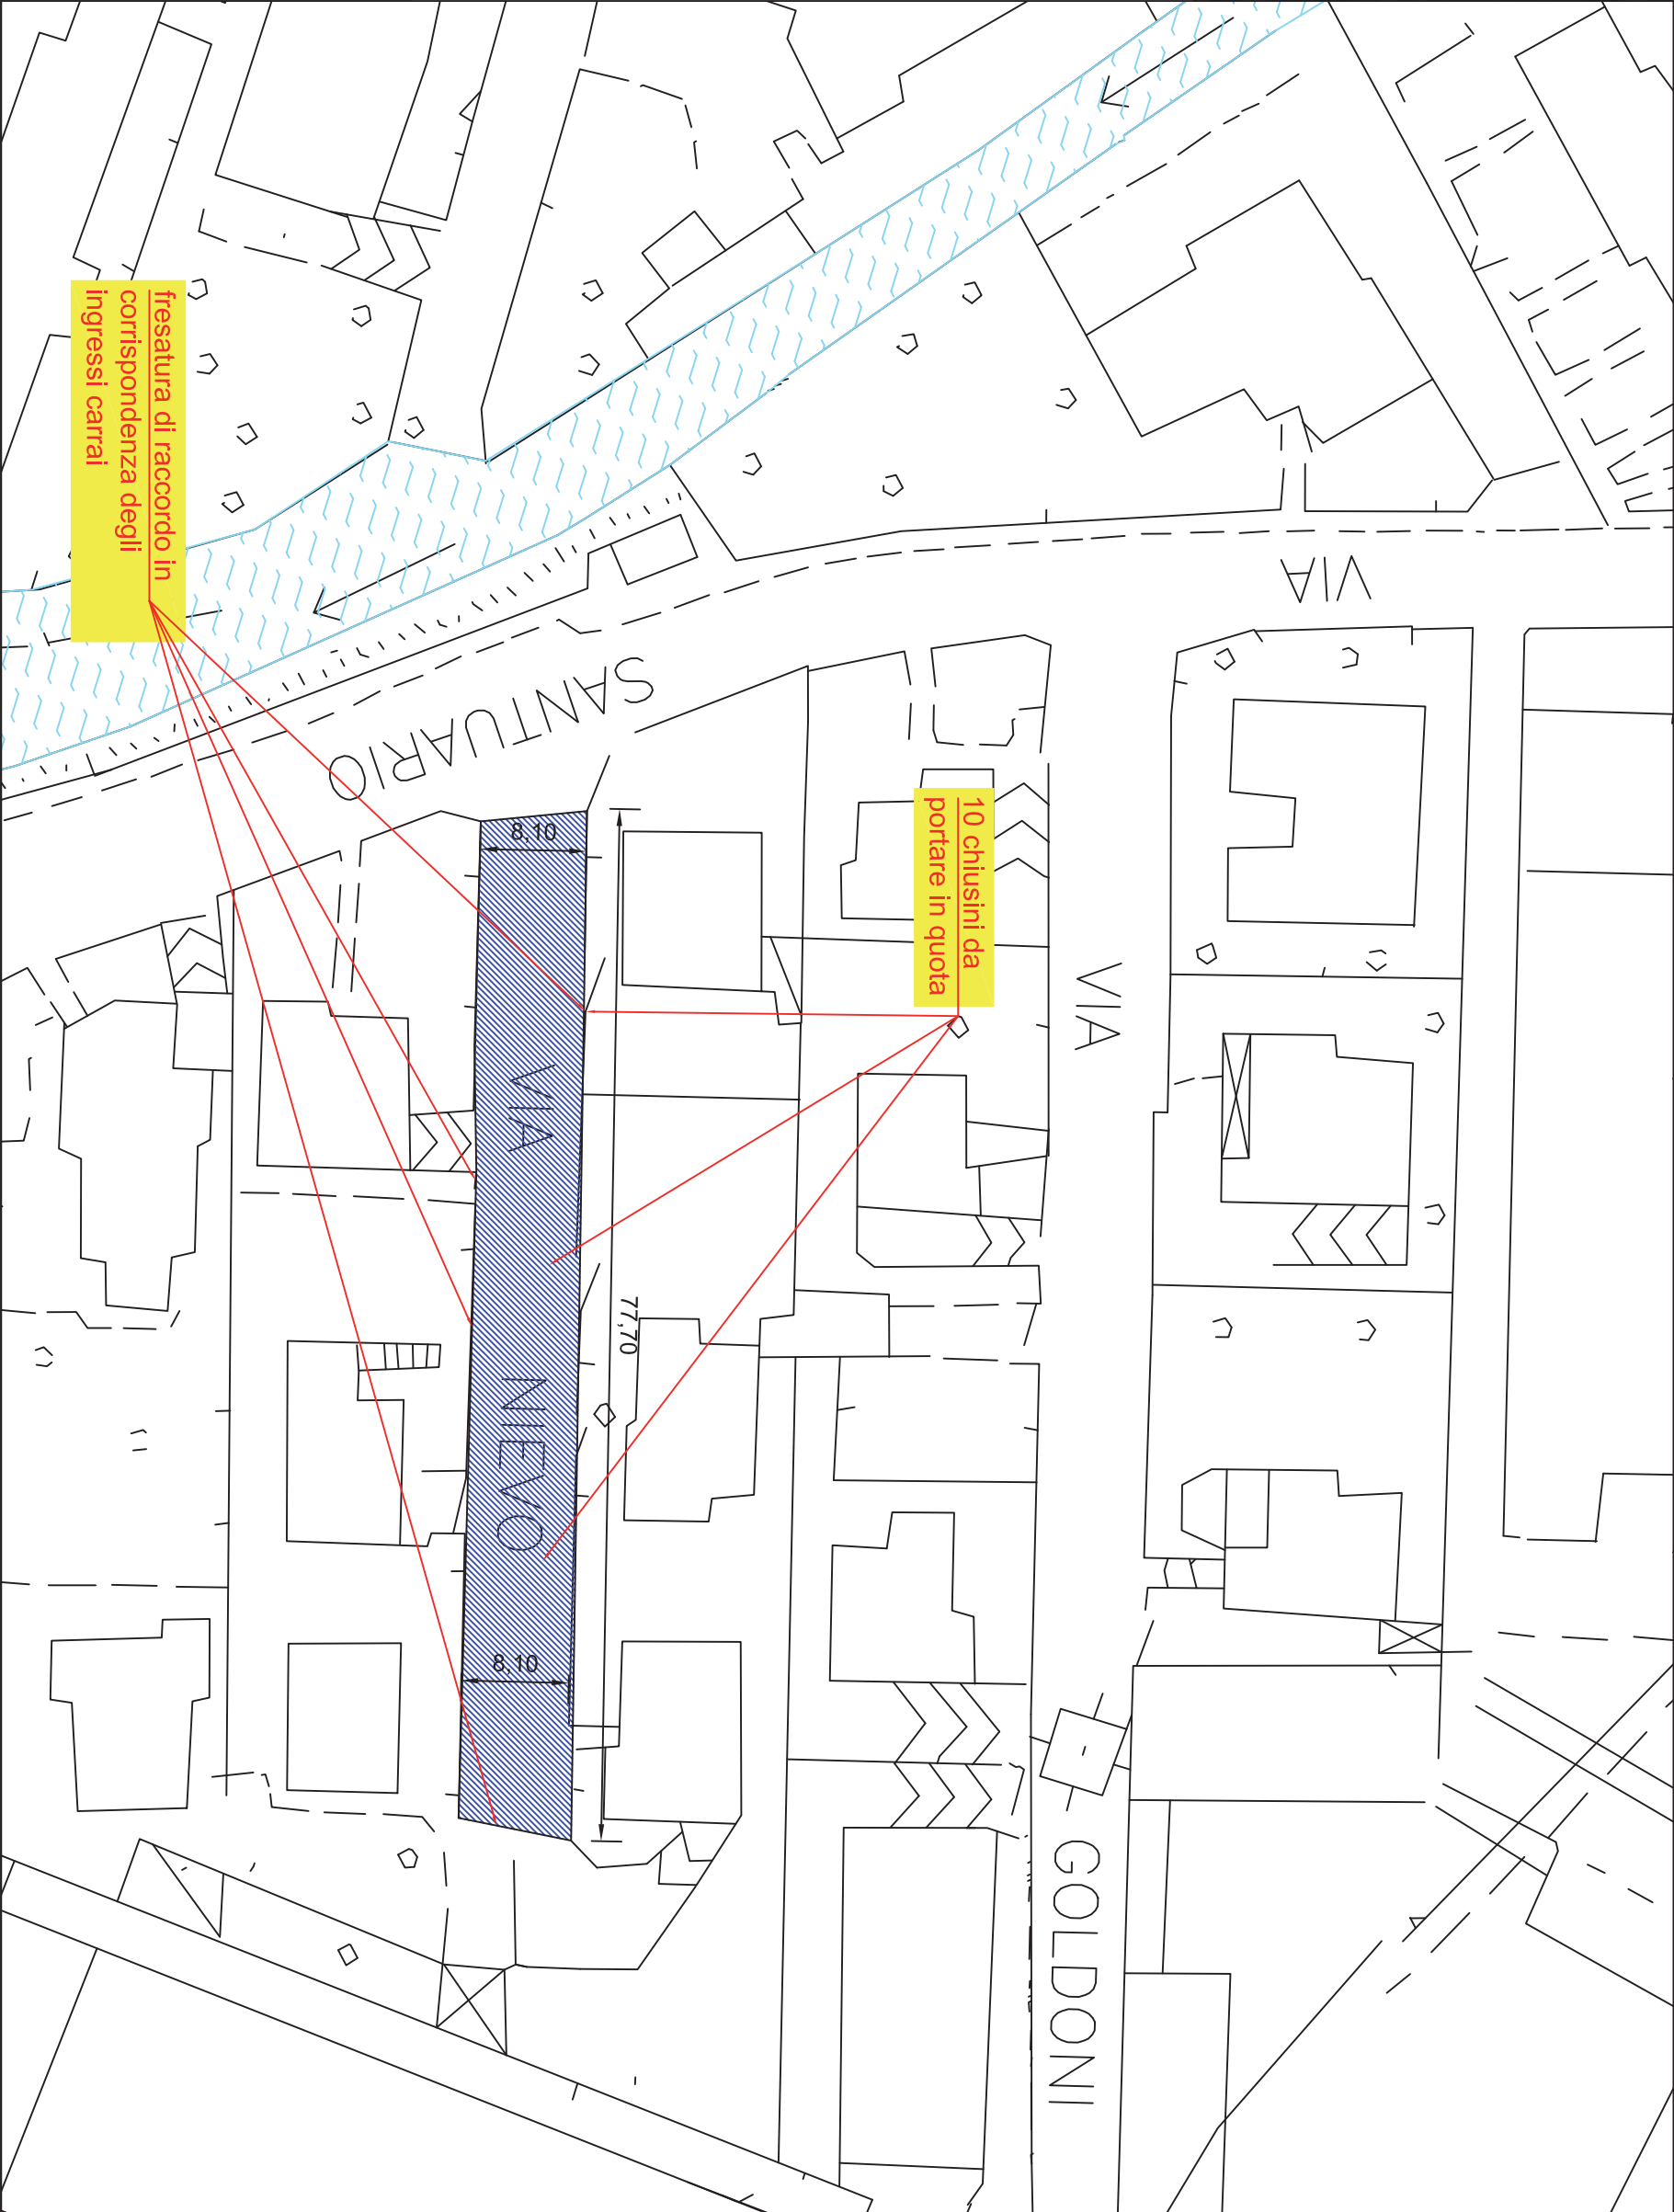 fresatura di raccordo in
corrispondenza degli
ingressi carrai
10 chiusini da
portare in quota
VIA
SANTUARIO
VIA
GOLDONI
VIA
NIEVO
8,10
77,70
8,10